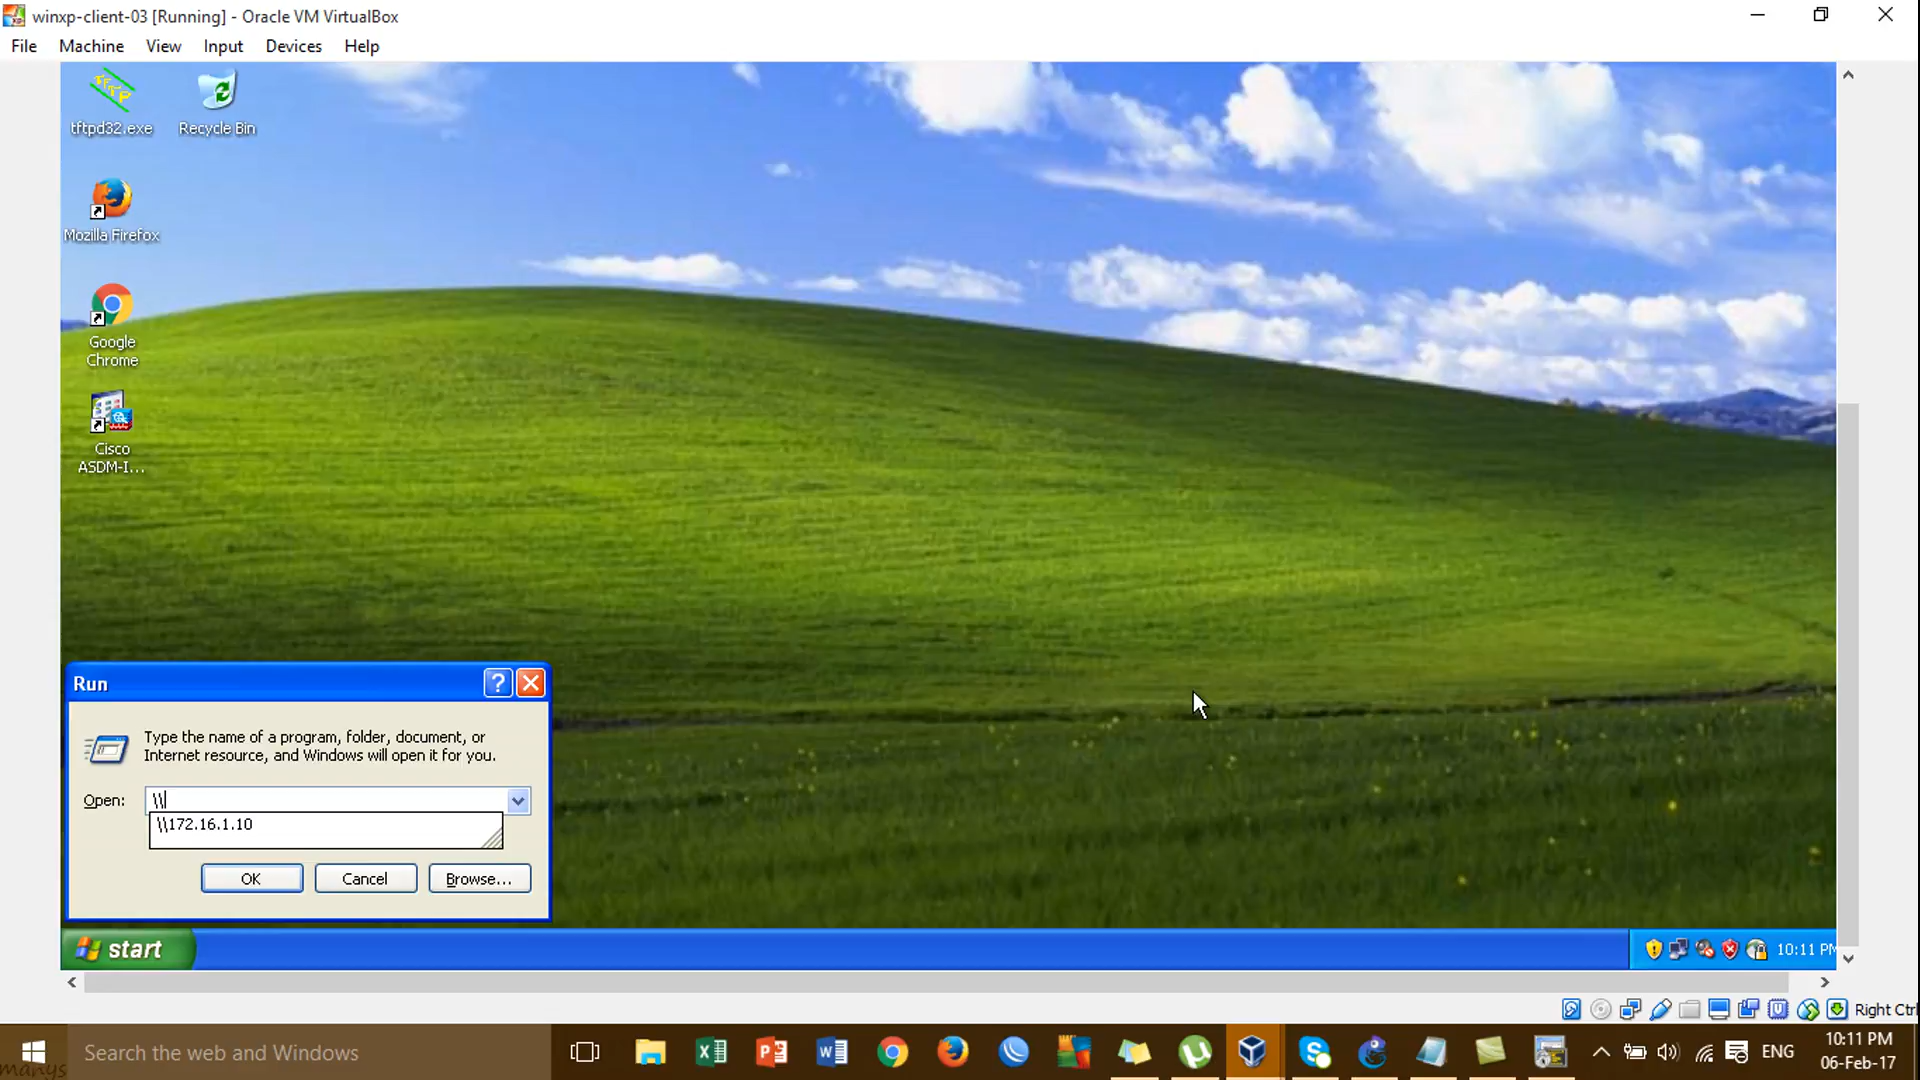 winxp-client-03 [Running] - Oracle VM VirtualBox
File Machine View Input Devices Help
tftpd32.exe
Recycle Bin
Mozilla Firefox
Google
Chrome
Cisco
ASDM-I...
Run
Type the name of a program, folder, document, or
Internet resource, and Windows will open it for you.
Open: \\
\\172.16.1.10
OK Cancel Browse...
start
10:11 PM
Right Ctrl
Search the web and Windows
ENG
10:11 PM
06-Feb-17
manys